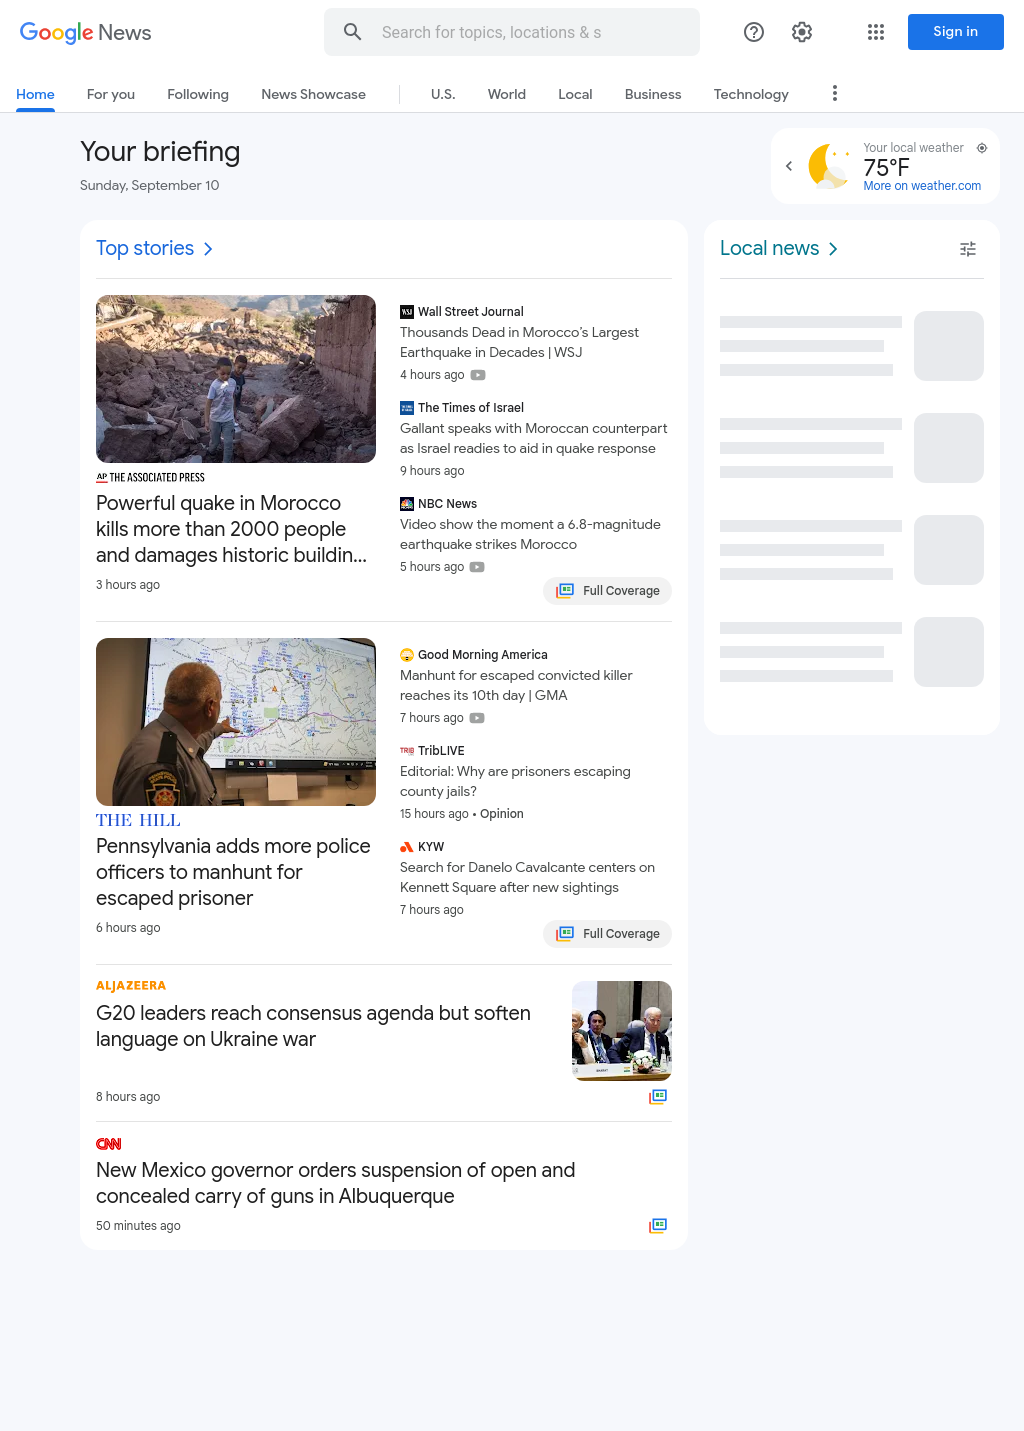 Google News
Search for topics, locations & s
Sign in
Home
For you
Following
News Showcase
U.S.
World
Local
Business
Technology
Your briefing
Sunday, September 10
Your local weather
75°F
More on weather.com
Top stories
AP THE ASSOCIATED PRESS
Powerful quake in Morocco
kills more than 2000 people
and damages historic buildin...
3 hours ago
WSJ Wall Street Journal
Thousands Dead in Morocco’s Largest
Earthquake in Decades | WSJ
4 hours ago
The Times of Israel
Gallant speaks with Moroccan counterpart
as Israel readies to aid in quake response
9 hours ago
NBC News
Video show the moment a 6.8-magnitude
earthquake strikes Morocco
5 hours ago
Full Coverage
THE HILL
Pennsylvania adds more police
officers to manhunt for
escaped prisoner
6 hours ago
Good Morning America
Manhunt for escaped convicted killer
reaches its 10th day | GMA
7 hours ago
TRIB TribLIVE
Editorial: Why are prisoners escaping
county jails?
15 hours ago • Opinion
KYW
Search for Danelo Cavalcante centers on
Kennett Square after new sightings
7 hours ago
Full Coverage
ALJAZEERA
G20 leaders reach consensus agenda but soften
language on Ukraine war
8 hours ago
CNN
New Mexico governor orders suspension of open and
concealed carry of guns in Albuquerque
50 minutes ago
Local news